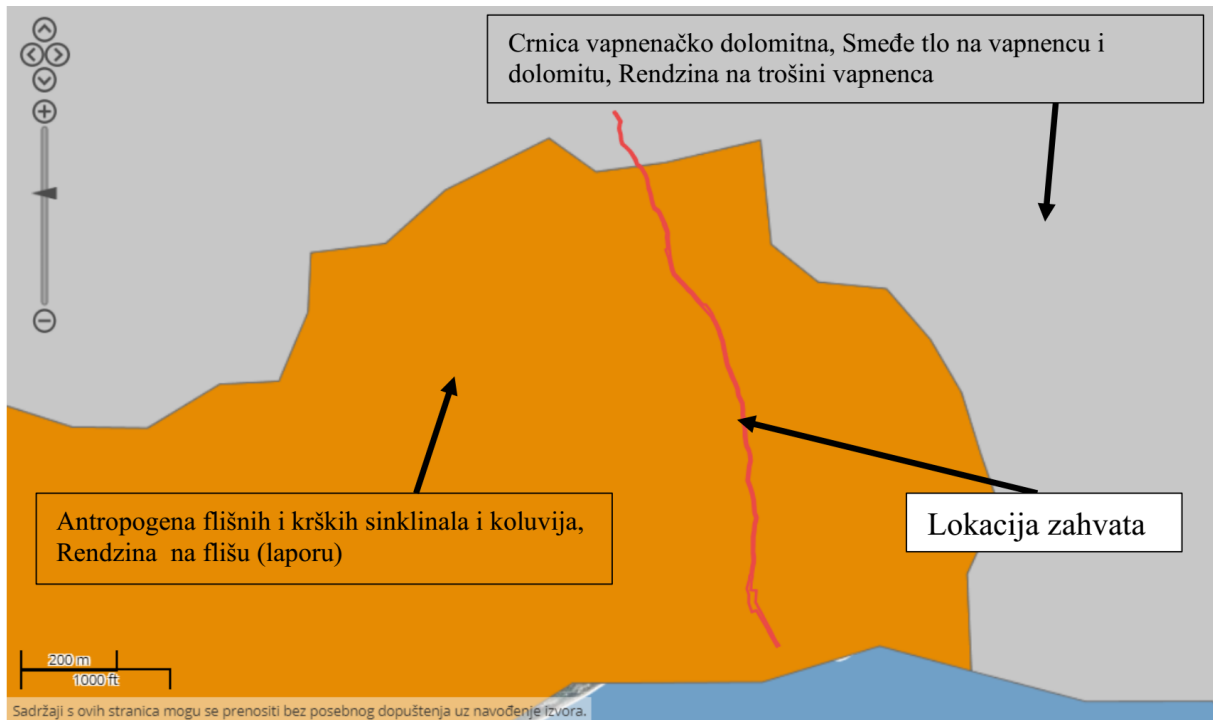 Crnica vapnenačko dolomitna, Smeđe tlo na vapnencu i
dolomitu, Rendzina na trošini vapnenca
Antropogena flišnih i krških sinklinala i koluvija,
Rendzina na flišu (laporu)
Lokacija zahvata
200 m
1000 ft
Sadržaji s ovih stranica mogu se prenositi bez posebnog dopuštenja uz navođenje izvora.